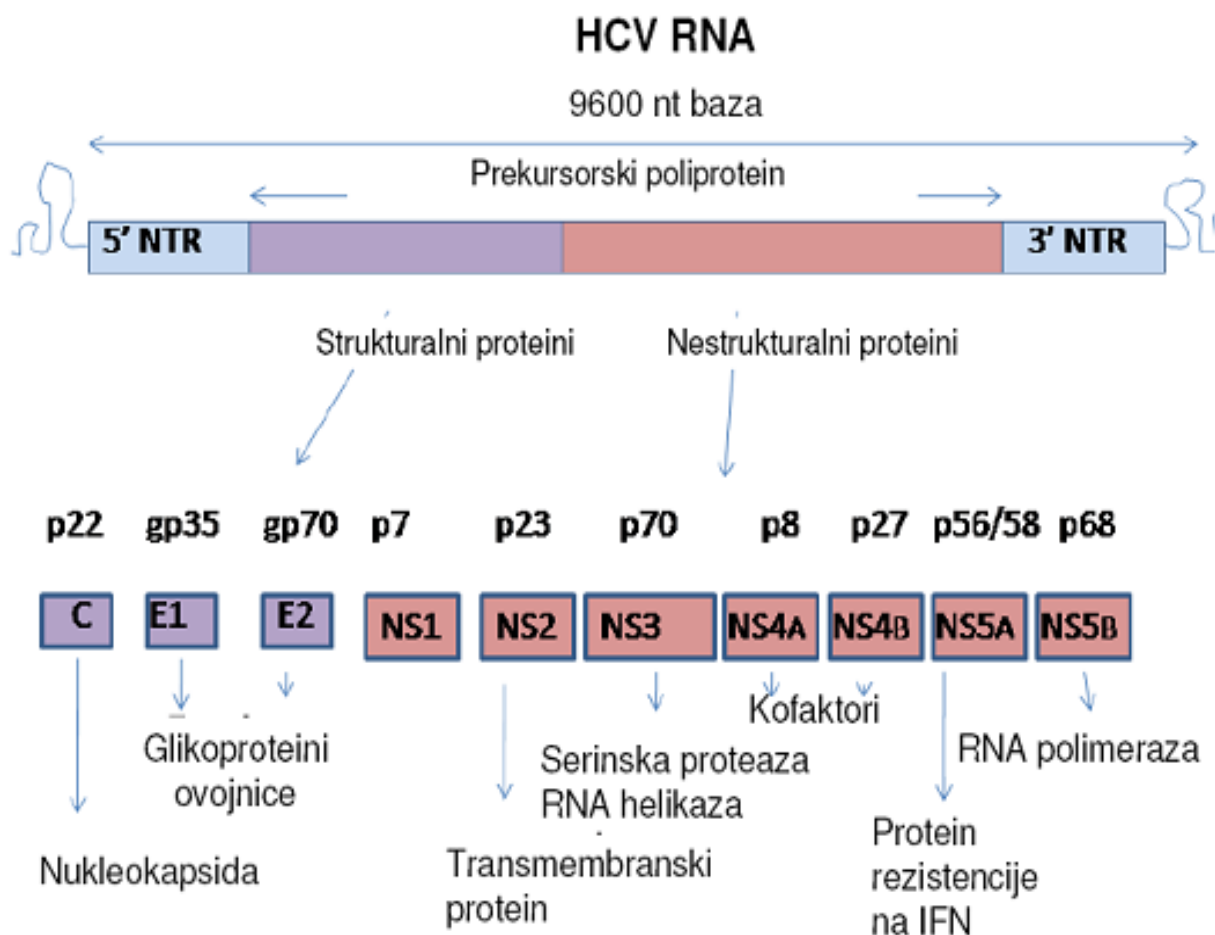 HCV RNA
9600 nt baza
Prekursorski poliprotein
5' NTR
3' NTR
Strukturalni proteini
Nestrukturalni proteini
p22 gp35 gp70 p7 p23 p70 p8 p27 p56/58 p68
C E1 E2 NS1 NS2 NS3 NS4A NS4B NS5A NS5B
Kofaktori
Glikoproteini
ovojnice
Serinska proteaza
RNA helikaza
RNA polimeraza
Nukleokapsida
Transmembranski
protein
Protein
rezistencije
na IFN